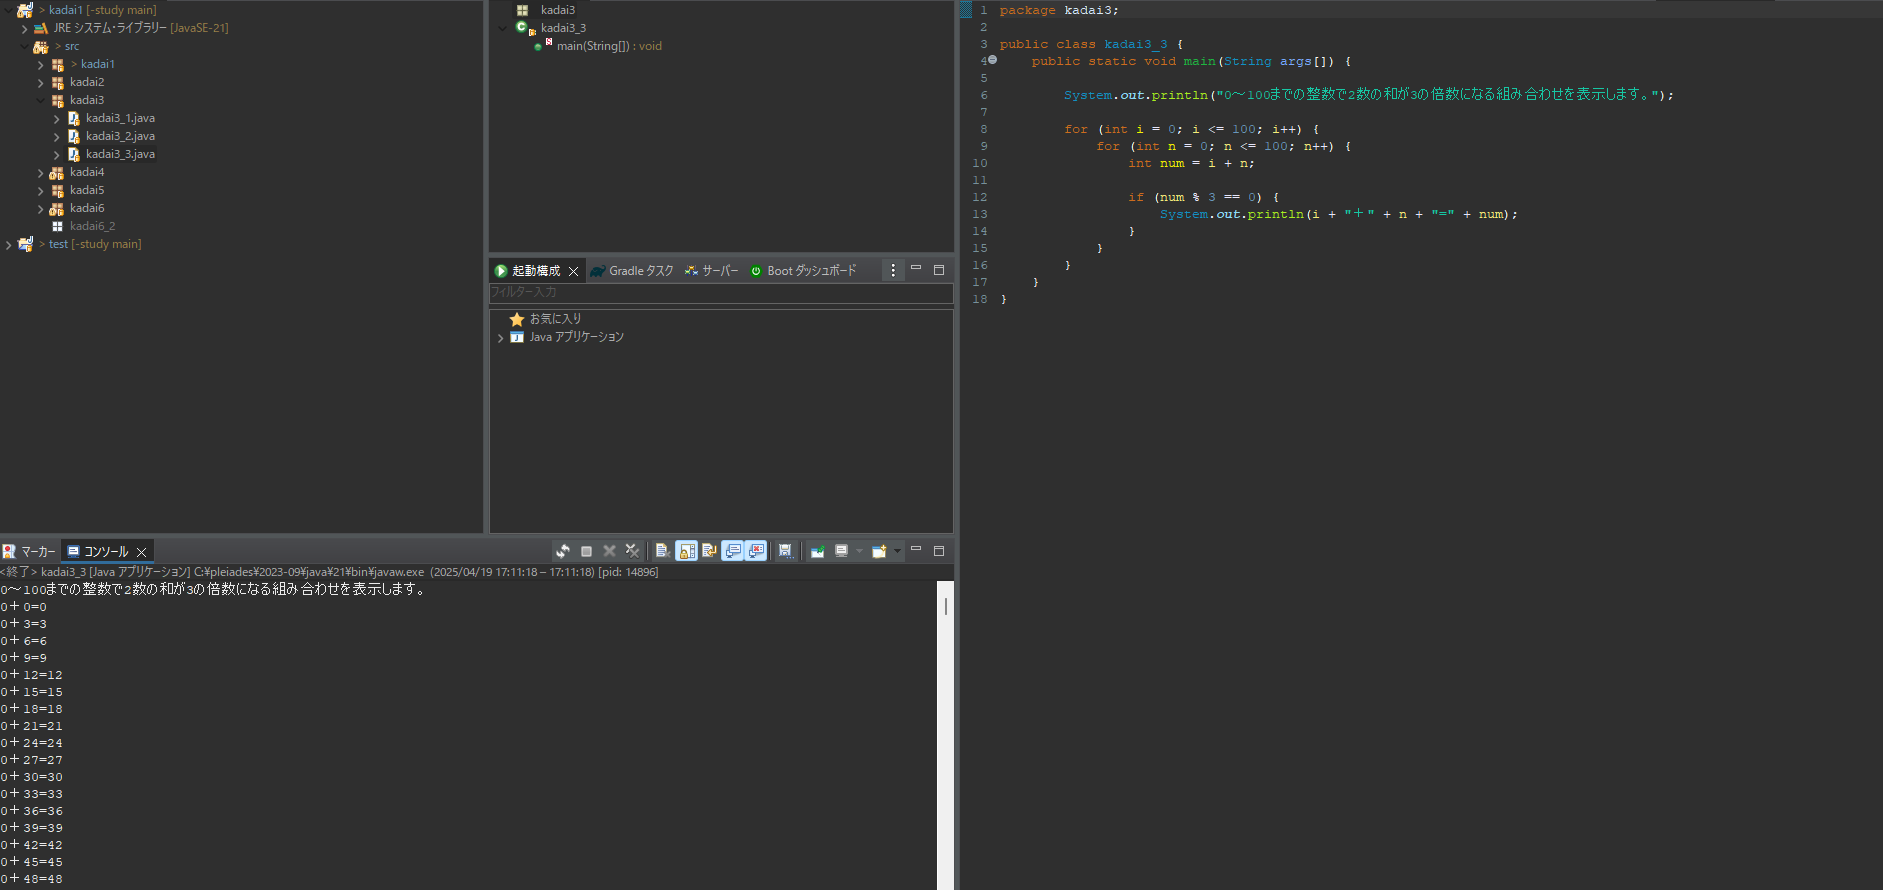 > kadai1 [-study main]
JRE システム・ライブラリー [JavaSE-21]
> src
> kadai1
kadai2
kadai3
kadai3_1.java
kadai3_2.java
kadai3_3.java
kadai4
kadai5
kadai6
kadai6_2
> test [-study main]
kadai3
kadai3_3
main(String[]) : void
起動構成 Gradle タスク サーバー Boot ダッシュボード
フィルター入力
お気に入り
Java アプリケーション
1 package kadai3;
2
3 public class kadai3_3 {
4 public static void main(String args[]) {
5
6 System.out.println("0～100までの整数で2数の和が3の倍数になる組み合わせを表示します。");
7
8 for (int i = 0; i <= 100; i++) {
9 for (int n = 0; n <= 100; n++) {
10 int num = i + n;
11
12 if (num % 3 == 0) {
13 System.out.println(i + "＋" + n + "=" + num);
14 }
15 }
16 }
17 }
18 }
マーカー コンソール
<終了> kadai3_3 [Java アプリケーション] C:¥pleiades¥2023-09¥java¥21¥bin¥javaw.exe (2025/04/19 17:11:18 – 17:11:18) [pid: 14896]
0～100までの整数で2数の和が3の倍数になる組み合わせを表示します。
0＋0=0
0＋3=3
0＋6=6
0＋9=9
0＋12=12
0＋15=15
0＋18=18
0＋21=21
0＋24=24
0＋27=27
0＋30=30
0＋33=33
0＋36=36
0＋39=39
0＋42=42
0＋45=45
0＋48=48